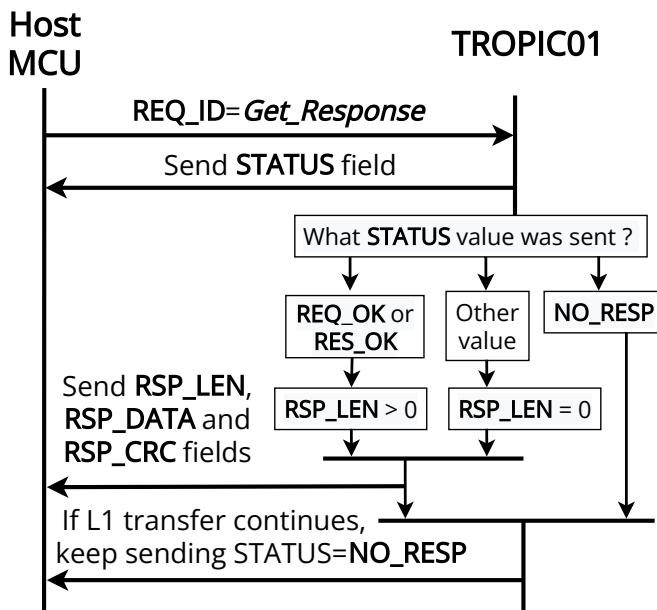 Host
MCU
TROPIC01
REQ_ID=Get_Response
Send STATUS field
What STATUS value was sent ?
REQ_OK or
RES_OK
Other
value
NO_RESP
Send RSP_LEN,
RSP_DATA and
RSP_CRC fields
RSP_LEN > 0
RSP_LEN = 0
If L1 transfer continues,
keep sending STATUS=NO_RESP